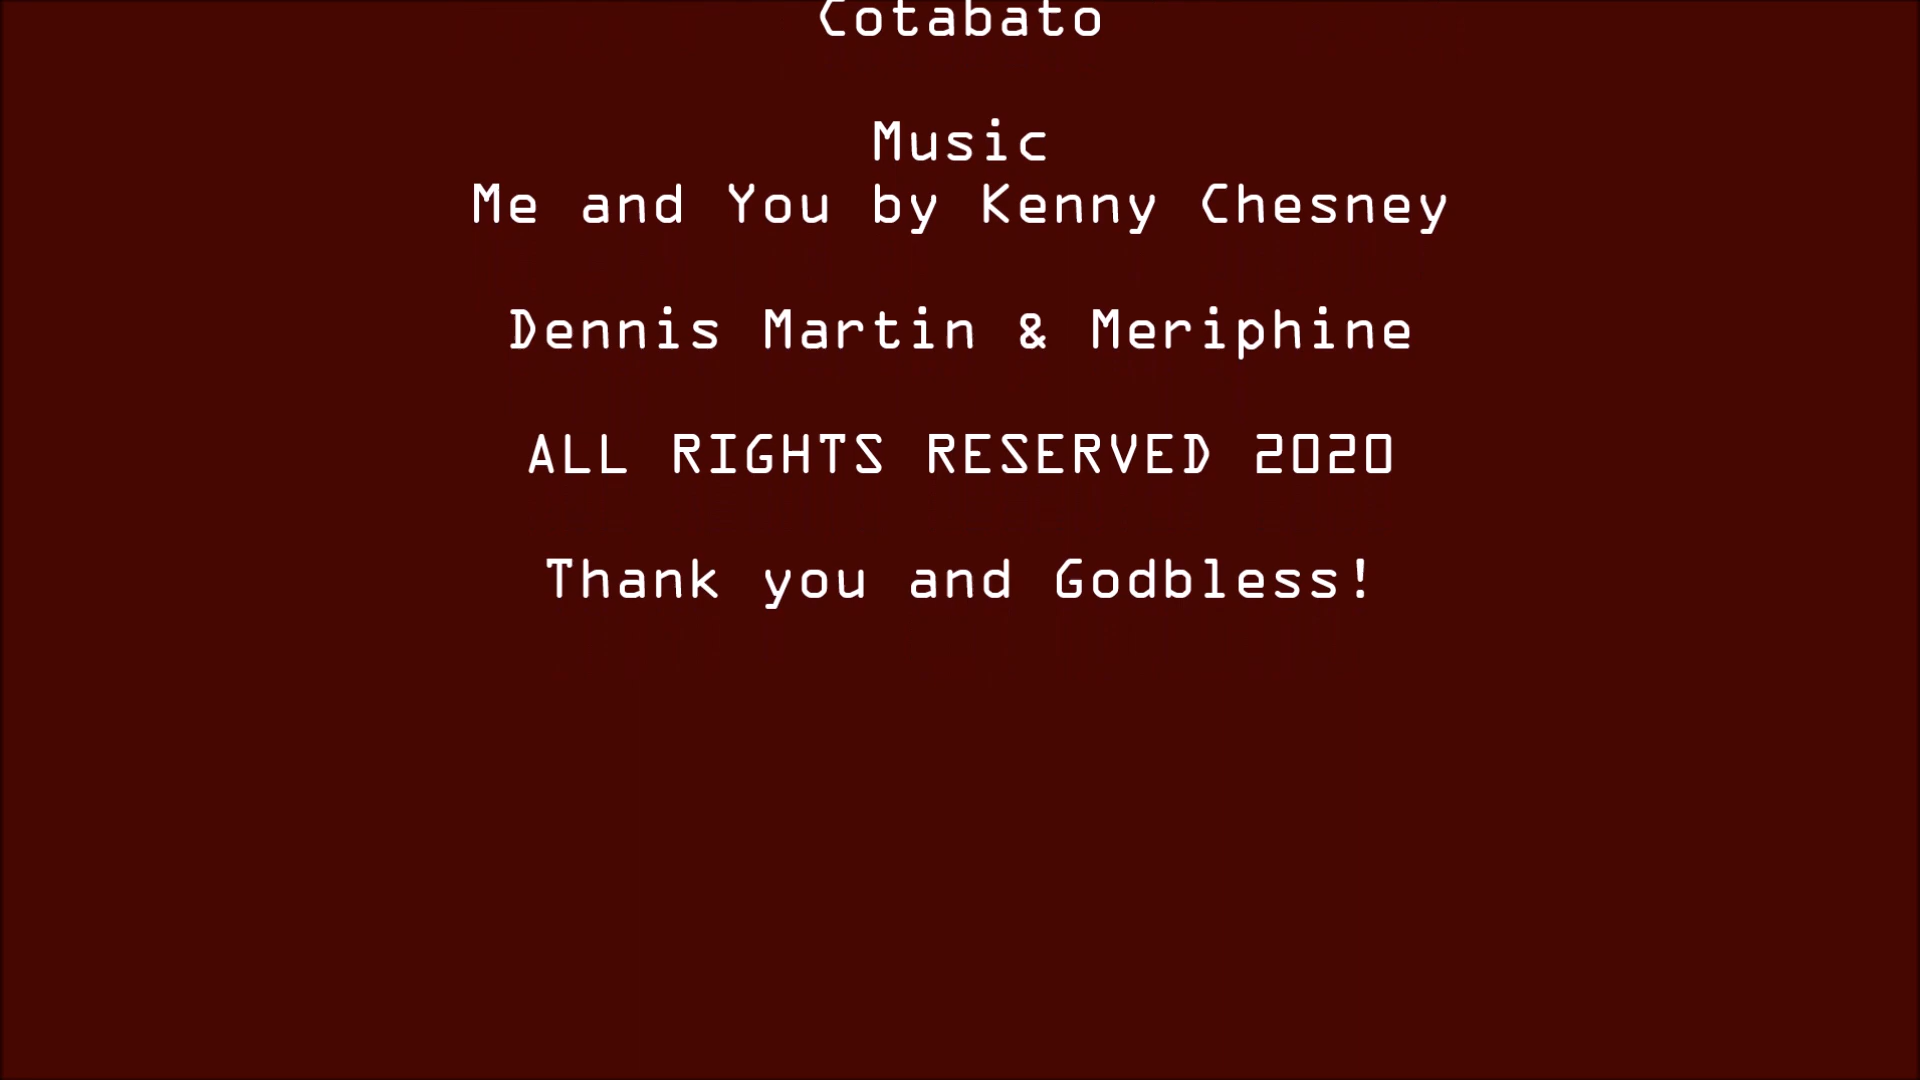 Cotabato
Music
Me and You by Kenny Chesney
Dennis Martin & Meriphine
ALL RIGHTS RESERVED 2020
Thank you and Godbless!